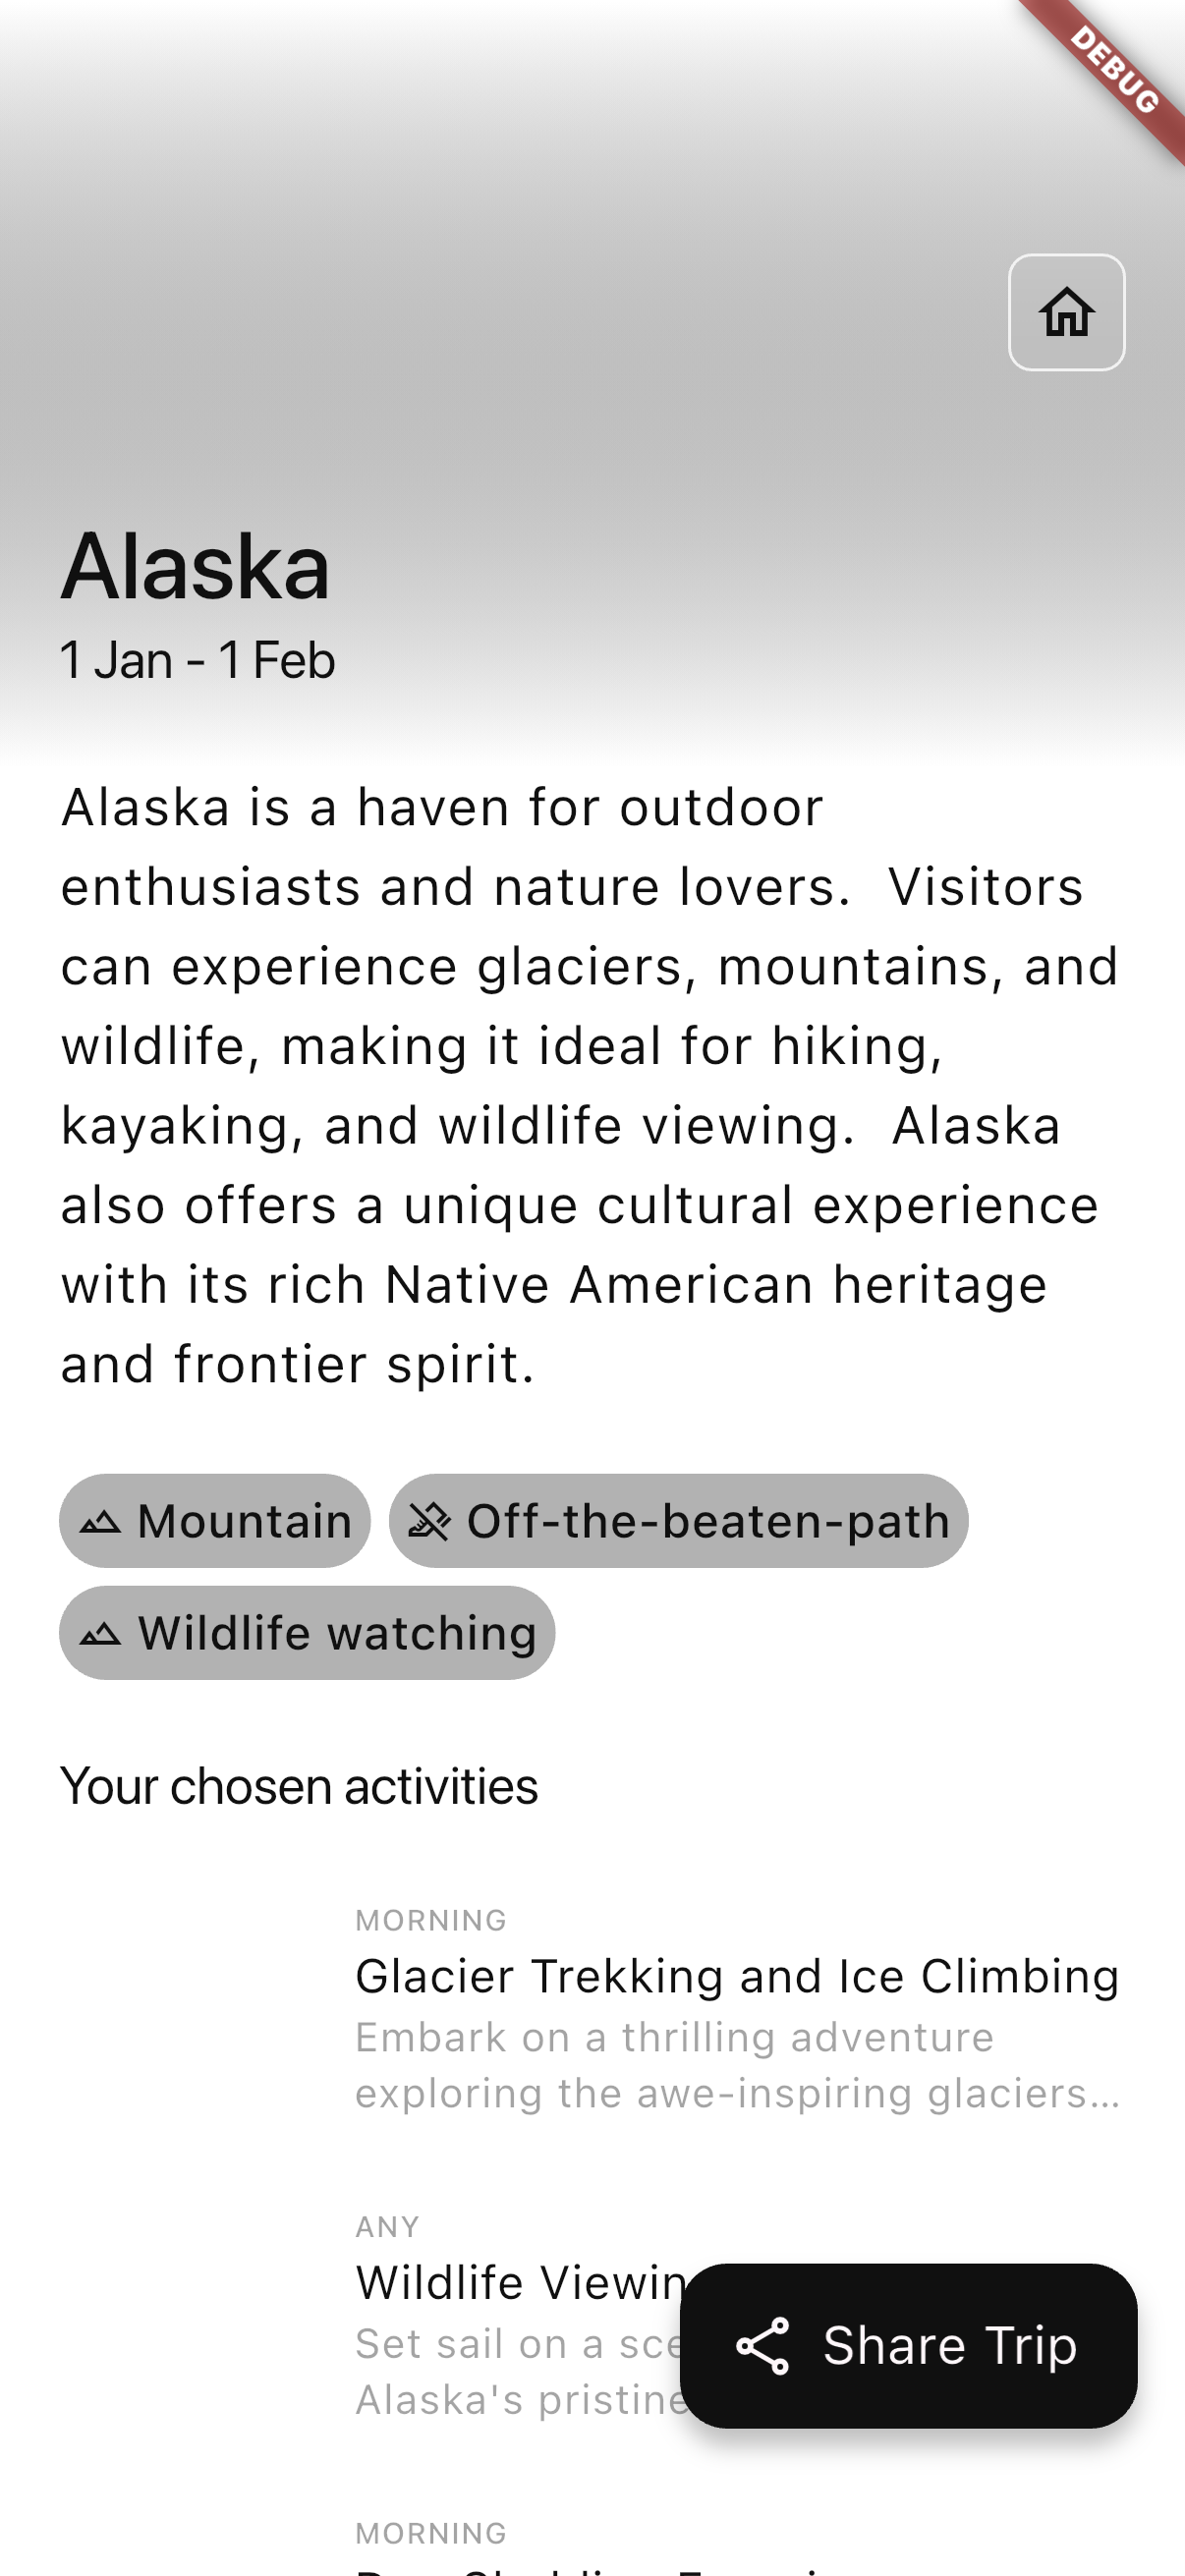 DEBUG
Alaska
1 Jan - 1 Feb
Alaska is a haven for outdoor
enthusiasts and nature lovers.  Visitors
can experience glaciers, mountains, and
wildlife, making it ideal for hiking,
kayaking, and wildlife viewing.  Alaska
also offers a unique cultural experience
with its rich Native American heritage
and frontier spirit.
Mountain
Off-the-beaten-path
Wildlife watching
Your chosen activities
MORNING
Glacier Trekking and Ice Climbing
Embark on a thrilling adventure
exploring the awe-inspiring glaciers...
ANY
Wildlife
Set sail on a
Alaska's pristine
Share Trip
MORNING